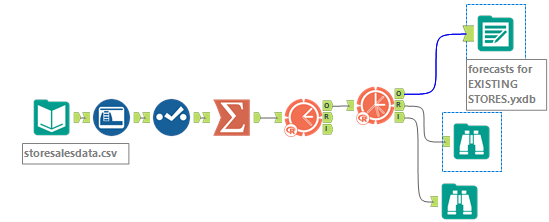 forecasts for
EXISTING
STORES.yxdb
O
R
I
O
R
I
R
R
storesalesdata.csv